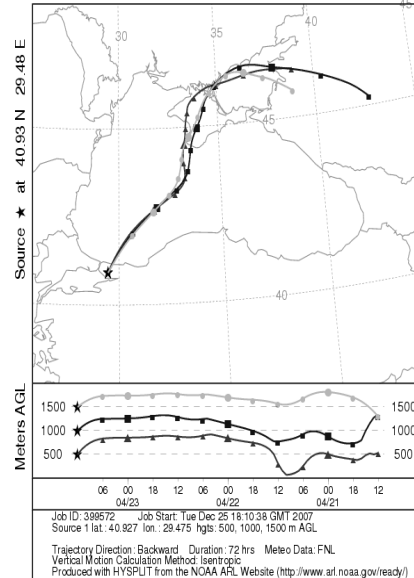 30
35
40
45
45
40
Source ★ at 40.93 N 29.48 E
Meters AGL
1500
1000
500
1500
1000
500
06 00 18 12 06 00 18 12 06 00 18 12
04/23 04/22 04/21
Job ID: 399572 Job Start: Tue Dec 25 18:10:38 GMT 2007
Source 1 lat.: 40.927 lon.: 29.475 hgts: 500, 1000, 1500 m AGL
Trajectory Direction: Backward Duration: 72 hrs Meteo Data: FNL
Vertical Motion Calculation Method: Isentropic
Produced with HYSPLIT from the NOAA ARL Website (http://www.arl.noaa.gov/ready/)